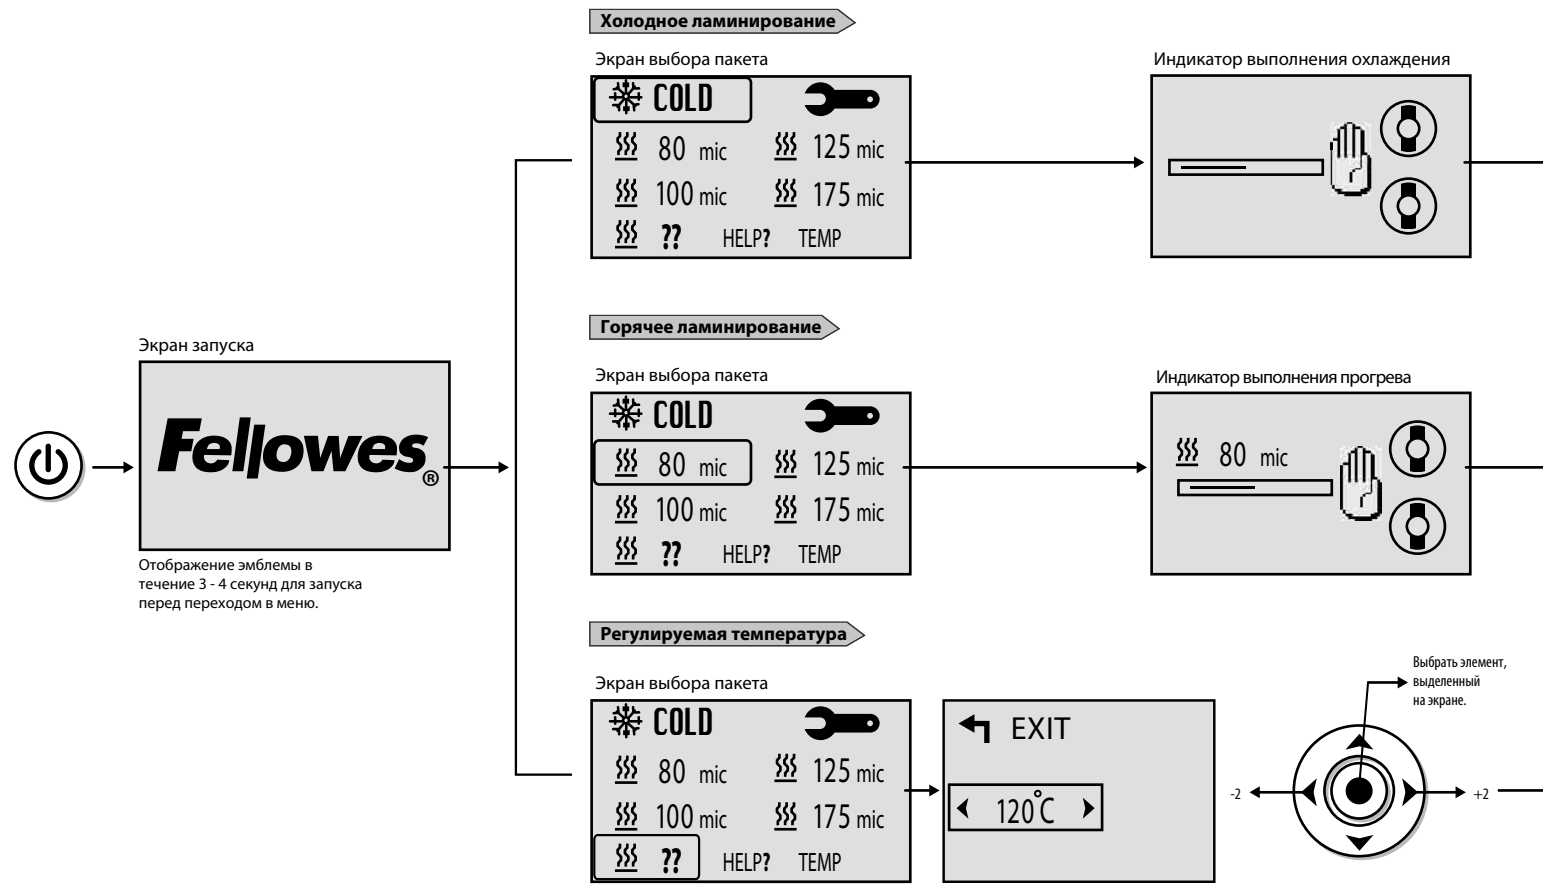 Холодное ламинирование
Экран выбора пакета
COLD
80 mic
125 mic
100 mic
175 mic
?? HELP? TEMP
Индикатор выполнения охлаждения
Экран запуска
Fellowes®
Отображение эмблемы в
течение 3 - 4 секунд для запуска
перед переходом в меню.
Горячее ламинирование
Экран выбора пакета
COLD
80 mic
125 mic
100 mic
175 mic
?? HELP? TEMP
Индикатор выполнения прогрева
80 mic
Регулируемая температура
Экран выбора пакета
COLD
80 mic
125 mic
100 mic
175 mic
?? HELP? TEMP
EXIT
120°C
Выбрать элемент,
выделенный
на экране.
-2
+2